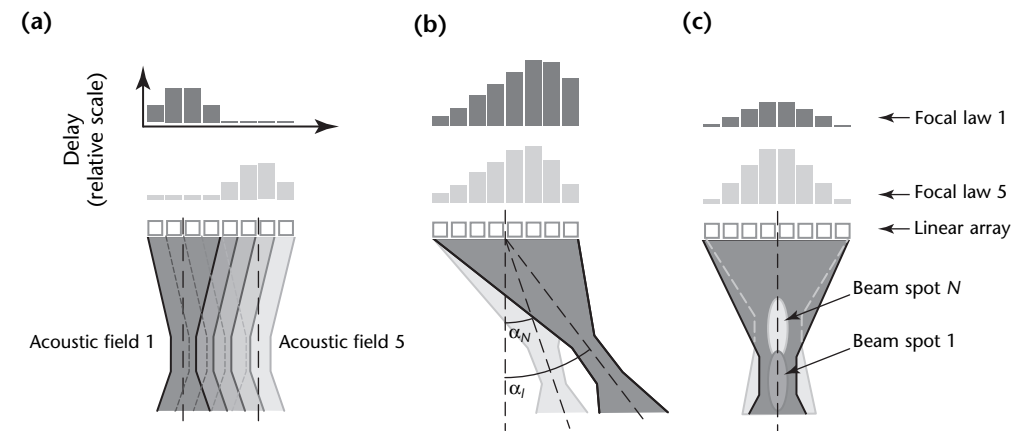 (a)
(b)
(c)
Delay
(relative scale)
Focal law 1
Focal law 5
Linear array
Acoustic field 1
Acoustic field 5
αN
αI
Beam spot N
Beam spot 1